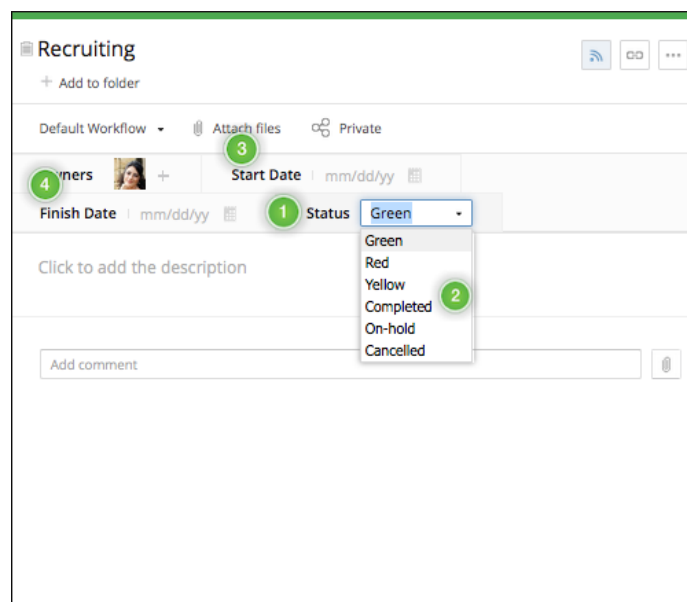 Recruiting
+ Add to folder
Default Workflow Attach files Private
3
4 ners + Start Date mm/dd/yy
Finish Date mm/dd/yy 1 Status Green
Click to add the description
Green
Red
Yellow
Completed 2
On-hold
Cancelled
Add comment